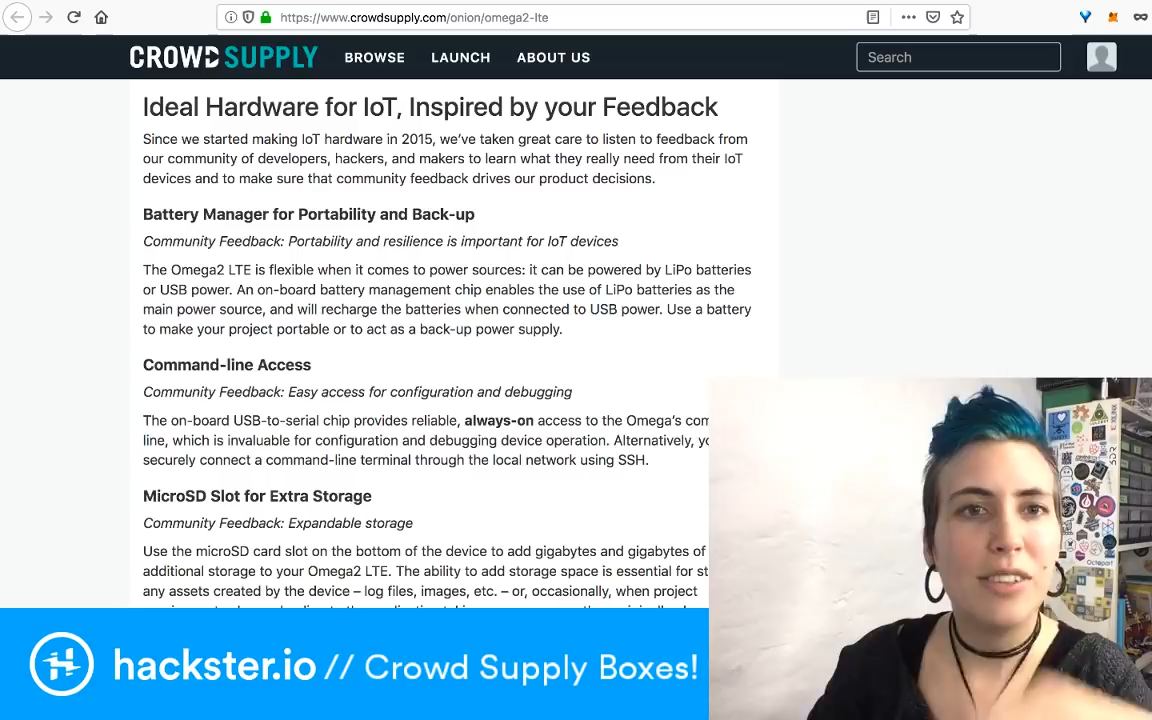 https://www.crowdsupply.com/onion/omega2-lte
CROWD SUPPLY BROWSE LAUNCH ABOUT US Search
Ideal Hardware for IoT, Inspired by your Feedback
Since we started making IoT hardware in 2015, we've taken great care to listen to feedback from
our community of developers, hackers, and makers to learn what they really need from their IoT
devices and to make sure that community feedback drives our product decisions.
Battery Manager for Portability and Back-up
Community Feedback: Portability and resilience is important for IoT devices
The Omega2 LTE is flexible when it comes to power sources: it can be powered by LiPo batteries
or USB power. An on-board battery management chip enables the use of LiPo batteries as the
main power source, and will recharge the batteries when connected to USB power. Use a battery
to make your project portable or to act as a back-up power supply.
Command-line Access
Community Feedback: Easy access for configuration and debugging
The on-board USB-to-serial chip provides reliable, always-on access to the Omega's com
line, which is invaluable for configuration and debugging device operation. Alternatively, yo
securely connect a command-line terminal through the local network using SSH.
MicroSD Slot for Extra Storage
Community Feedback: Expandable storage
Use the microSD card slot on the bottom of the device to add gigabytes and gigabytes of
additional storage to your Omega2 LTE. The ability to add storage space is essential for st
any assets created by the device – log files, images, etc. – or, occasionally, when project
hackster.io // Crowd Supply Boxes!